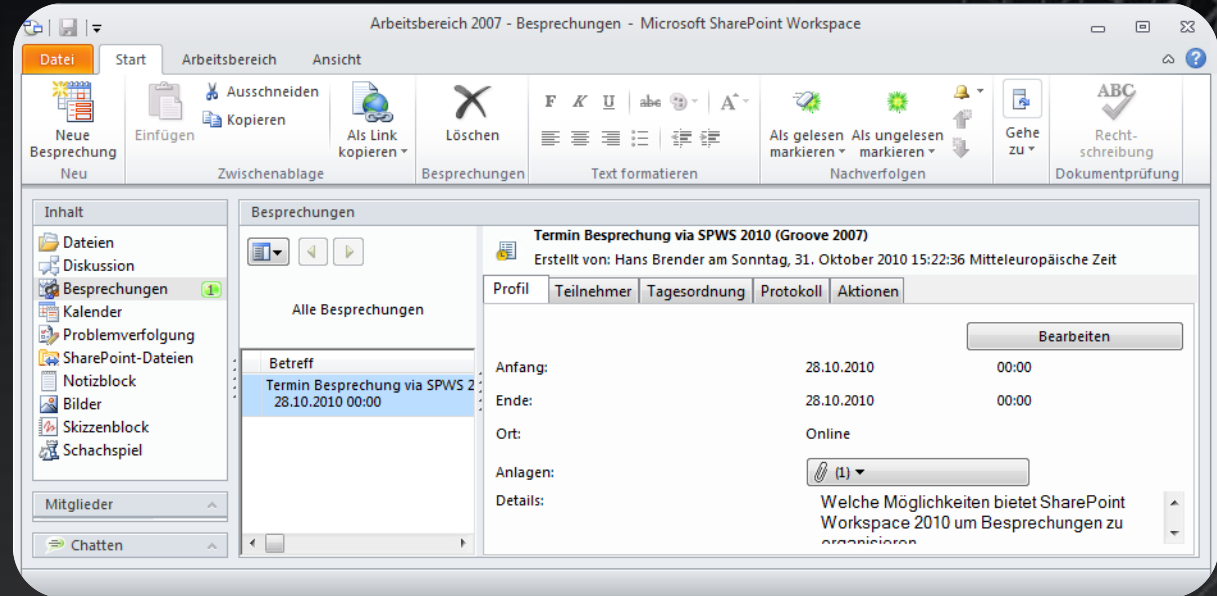 Arbeitsbereich 2007 - Besprechungen - Microsoft SharePoint Workspace
Datei Start Arbeitsbereich Ansicht
Neue Besprechung
Neu
Einfügen
Ausschneiden
Kopieren
Als Link kopieren
Zwischenablage
Löschen
Besprechungen
F K U abc A
Text formatieren
Als gelesen markieren
Als ungelesen markieren
Nachverfolgen
Gehe zu
ABC
Recht-
schreibung
Dokumentprüfung
Inhalt
Dateien
Diskussion
Besprechungen 1
Kalender
Problemverfolgung
SharePoint-Dateien
Notizblock
Bilder
Skizzenblock
Schachspiel
Mitglieder
Chatten
Besprechungen
Alle Besprechungen
Betreff
Termin Besprechung via SPWS 2
28.10.2010 00:00
Termin Besprechung via SPWS 2010 (Groove 2007)
Erstellt von: Hans Brender am Sonntag, 31. Oktober 2010 15:22:36 Mitteleuropäische Zeit
Profil Teilnehmer Tagesordnung Protokoll Aktionen
Bearbeiten
Anfang: 28.10.2010 00:00
Ende: 28.10.2010 00:00
Ort: Online
Anlagen: (1)
Details: Welche Möglichkeiten bietet SharePoint
Workspace 2010 um Besprechungen zu
organisieren